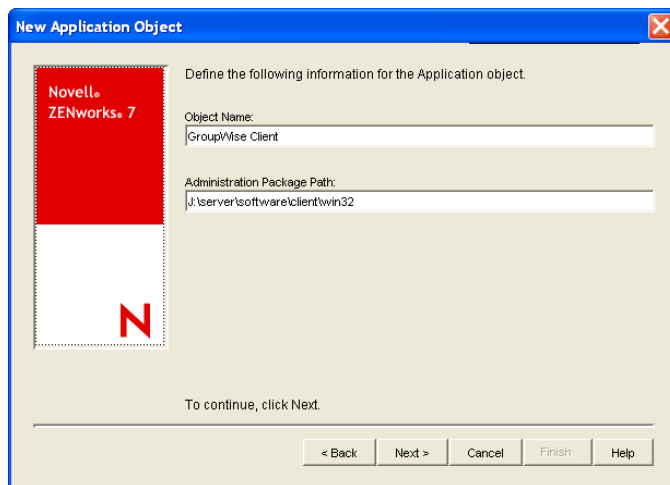 New Application Object
Novell®
ZENworks® 7
Define the following information for the Application object.
Object Name:
GroupWise Client
Administration Package Path:
J:\server\software\client\win32
N
To continue, click Next.
< Back Next > Cancel Finish Help